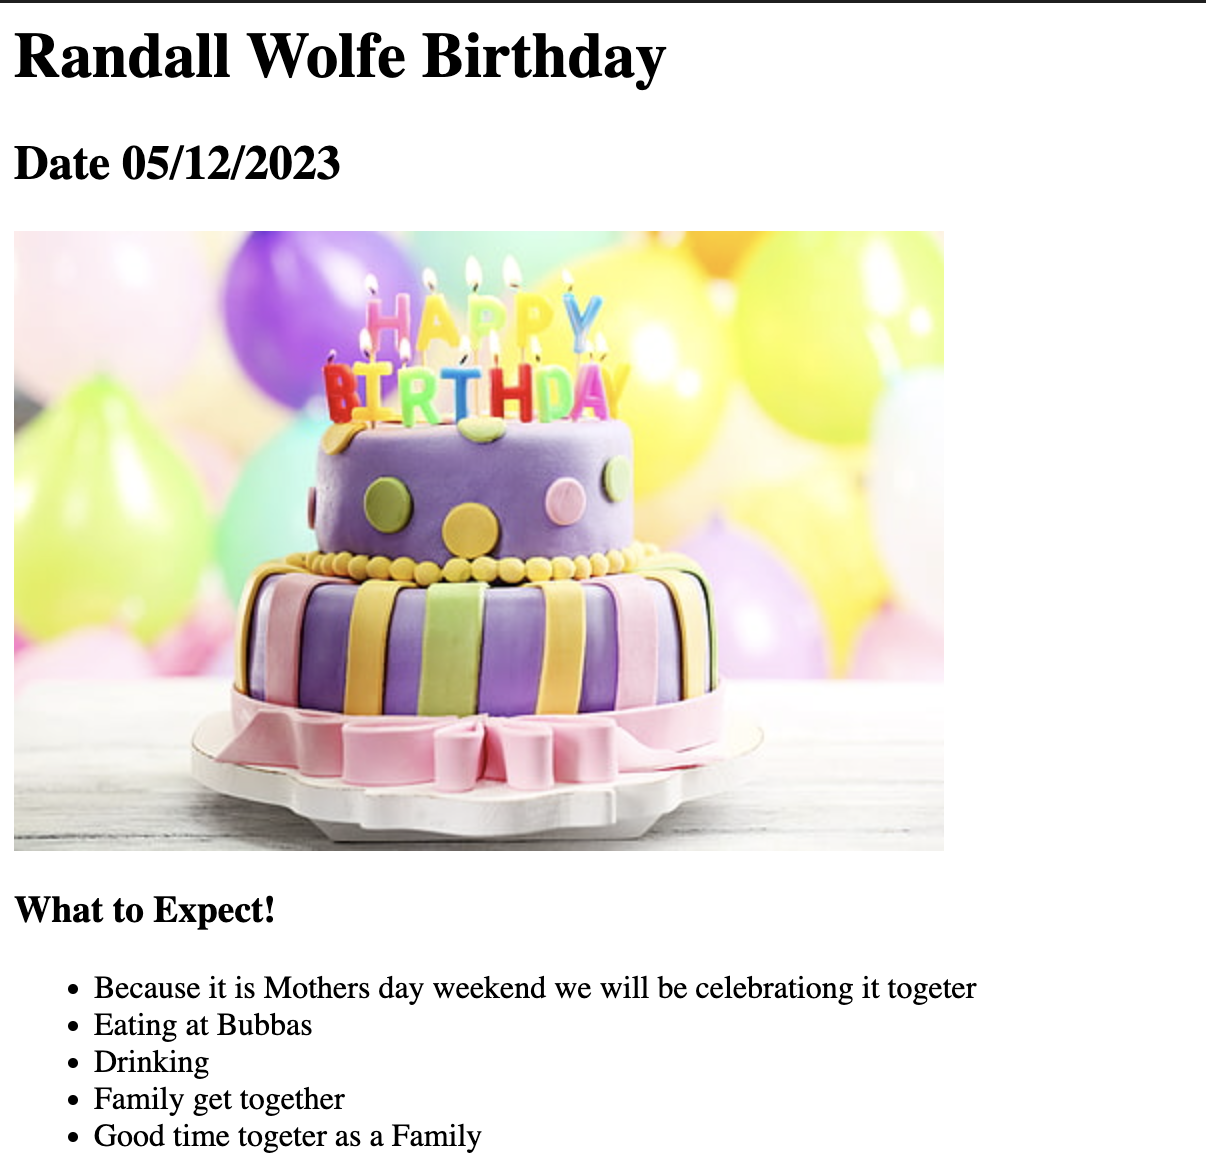 Randall Wolfe Birthday
Date 05/12/2023
HAPPY
BIRTHDAY
What to Expect!
Because it is Mothers day weekend we will be celebrationg it togeter
Eating at Bubbas
Drinking
Family get together
Good time togeter as a Family